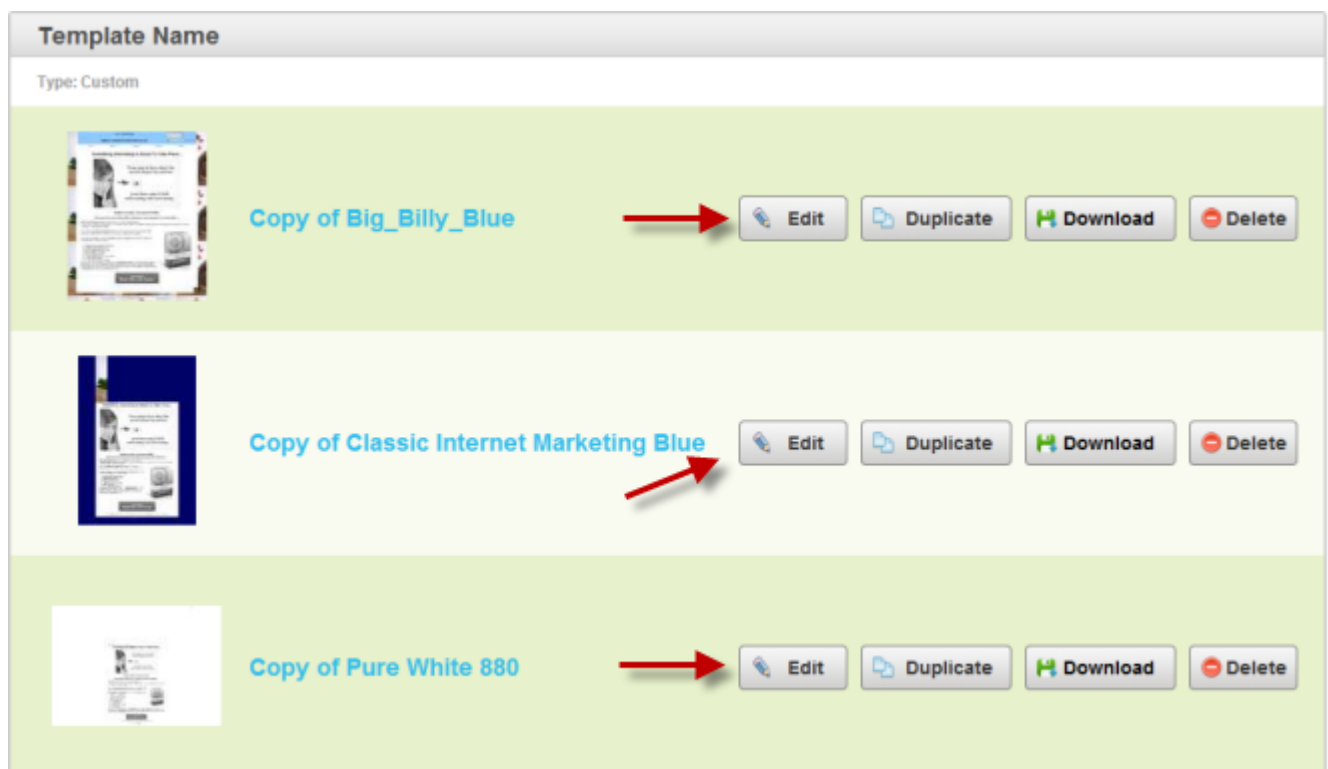 Template Name
Type: Custom
Copy of Big_Billy_Blue Edit Duplicate Download Delete
Copy of Classic Internet Marketing Blue Edit Duplicate Download Delete
Copy of Pure White 880 Edit Duplicate Download Delete